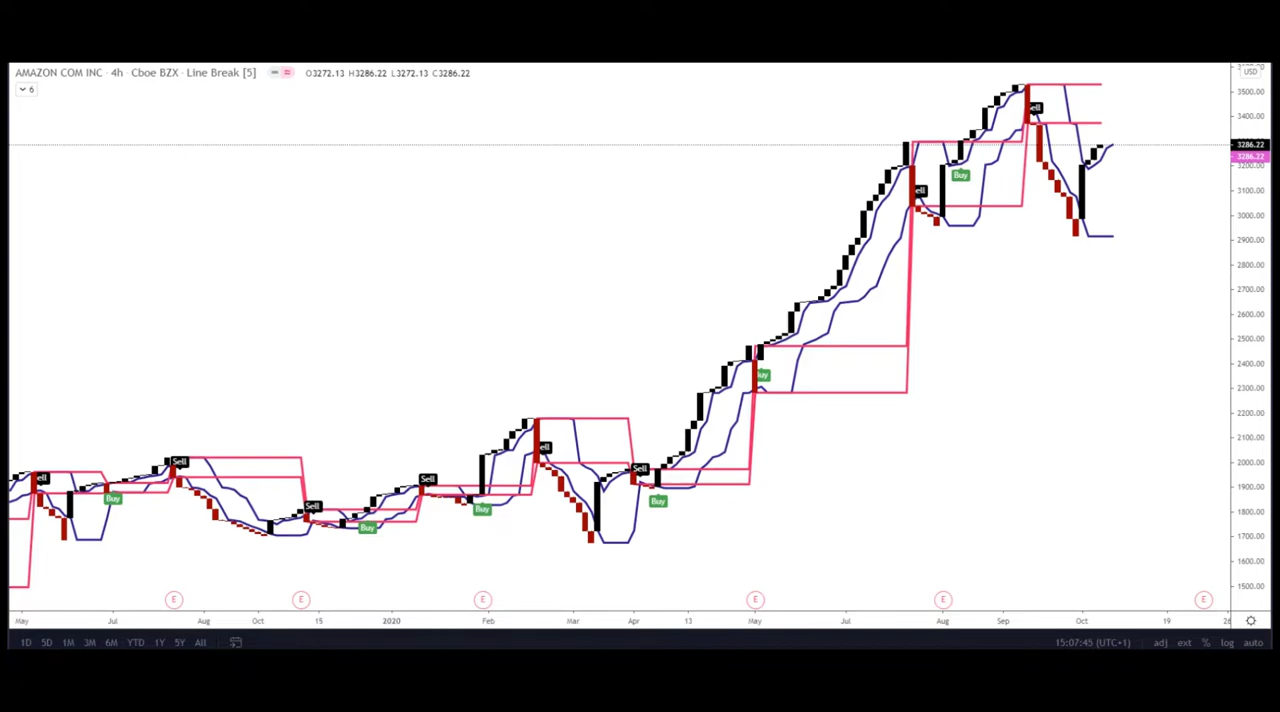 AMAZON COM INC · 4h · Cboe BZX · Line Break [5] O3272.13 H3286.22 L3272.13 C3286.22
6
USD
3500.00
3400.00
3286.22
3286.22
3200.00
3100.00
3000.00
2900.00
2800.00
2700.00
2600.00
2500.00
2400.00
2300.00
2200.00
2100.00
2000.00
1900.00
1800.00
1700.00
1600.00
1500.00
Sell
Buy
Sell
Sell
Buy
Sell
Buy
Sell
Sell
Buy
Buy
Sell
Buy
Sell
E E E E E E
May Jul Aug Oct 15 2020 Feb Mar Apr 13 May Jul Aug Sep Oct 19 26
1D 5D 1M 3M 6M YTD 1Y 5Y All 15:07:45 (UTC+1) adj ext % log auto